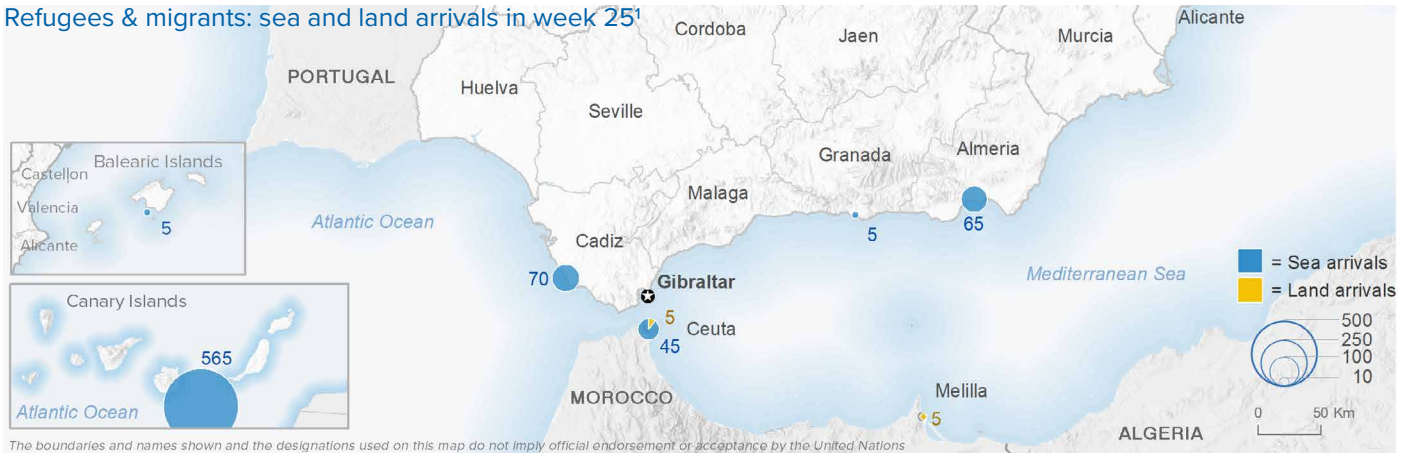 Refugees & migrants: sea and land arrivals in week 25¹
Alicante
Cordoba
Jaen
Murcia
PORTUGAL
Huelva
Seville
Granada
Almeria
Malaga
Balearic Islands
Castellon
Valencia
5
Alicante
Atlantic Ocean
5
65
Cadiz
70
Gibraltar
Mediterranean Sea
= Sea arrivals
= Land arrivals
5
Ceuta
45
500
250
100
10
Canary Islands
565
Atlantic Ocean
MOROCCO
Melilla
5
0 50 Km
ALGERIA
The boundaries and names shown and the designations used on this map do not imply official endorsement or acceptance by the United Nations